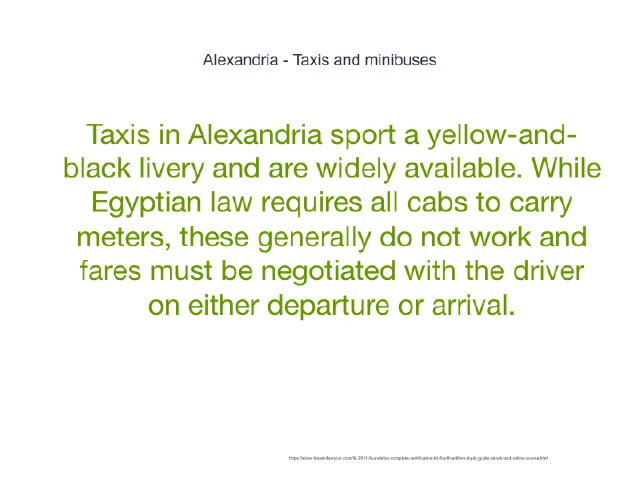 Alexandria - Taxis and minibuses
Taxis in Alexandria sport a yellow-and-
black livery and are widely available. While
Egyptian law requires all cabs to carry
meters, these generally do not work and
fares must be negotiated with the driver
on either departure or arrival.